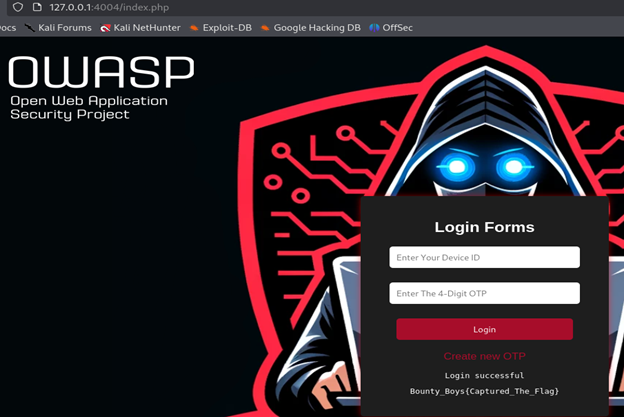 127.0.0.1:4004/index.php
ocs Kali Forums Kali NetHunter Exploit-DB Google Hacking DB OffSec
OWASP
Open Web Application
Security Project
Login Forms
Enter Your Device ID
Enter The 4-Digit OTP
Login
Create new OTP
Login successful
Bounty_Boys{Captured_The_Flag}